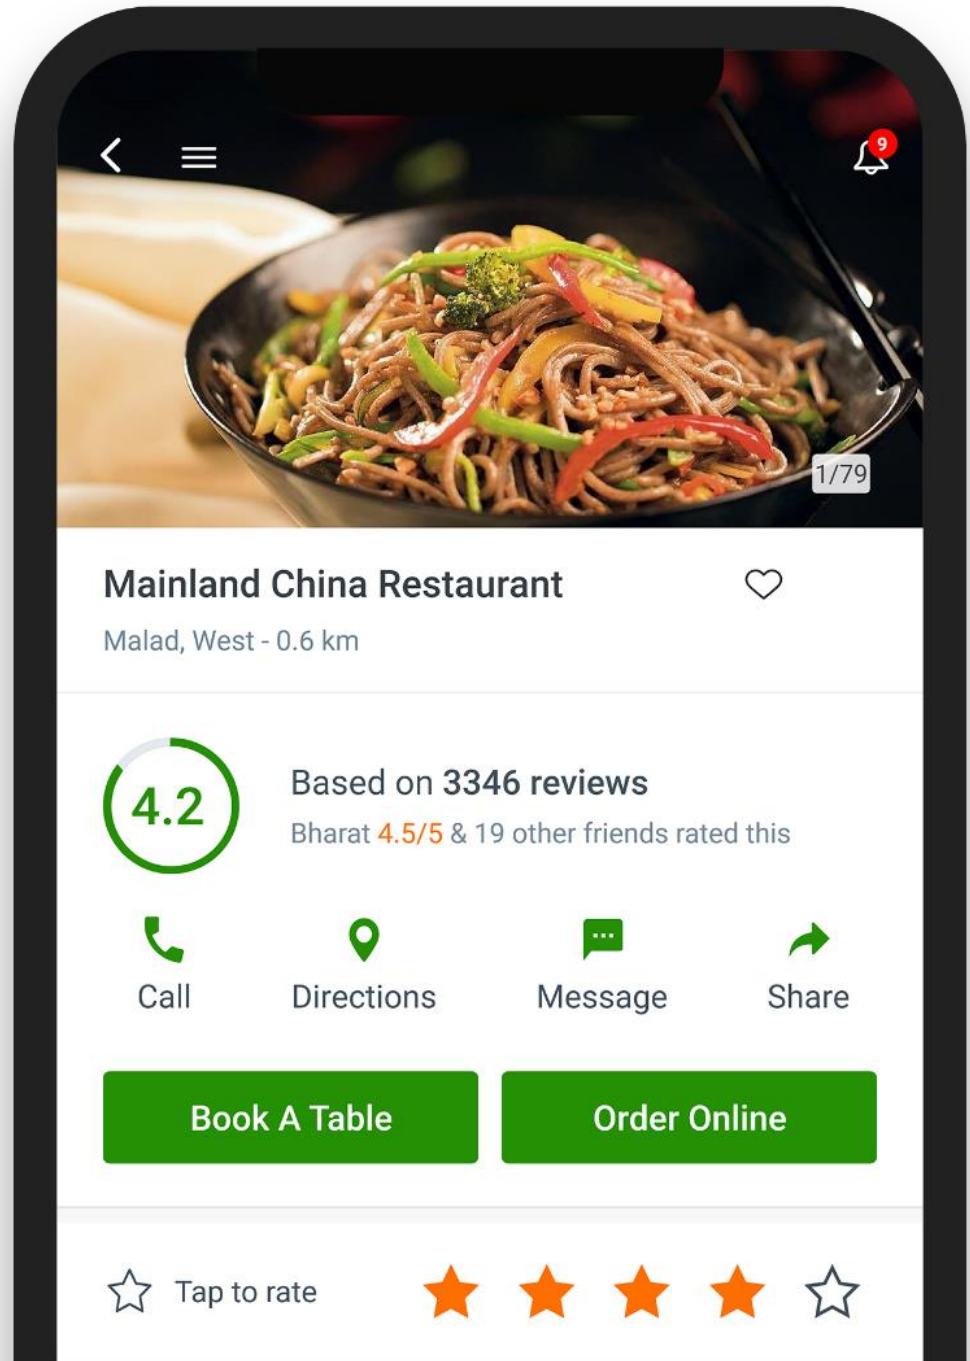 9
1/79
Mainland China Restaurant
Malad, West - 0.6 km
4.2
Based on 3346 reviews
Bharat 4.5/5 & 19 other friends rated this
Call Directions Message Share
Book A Table Order Online
Tap to rate